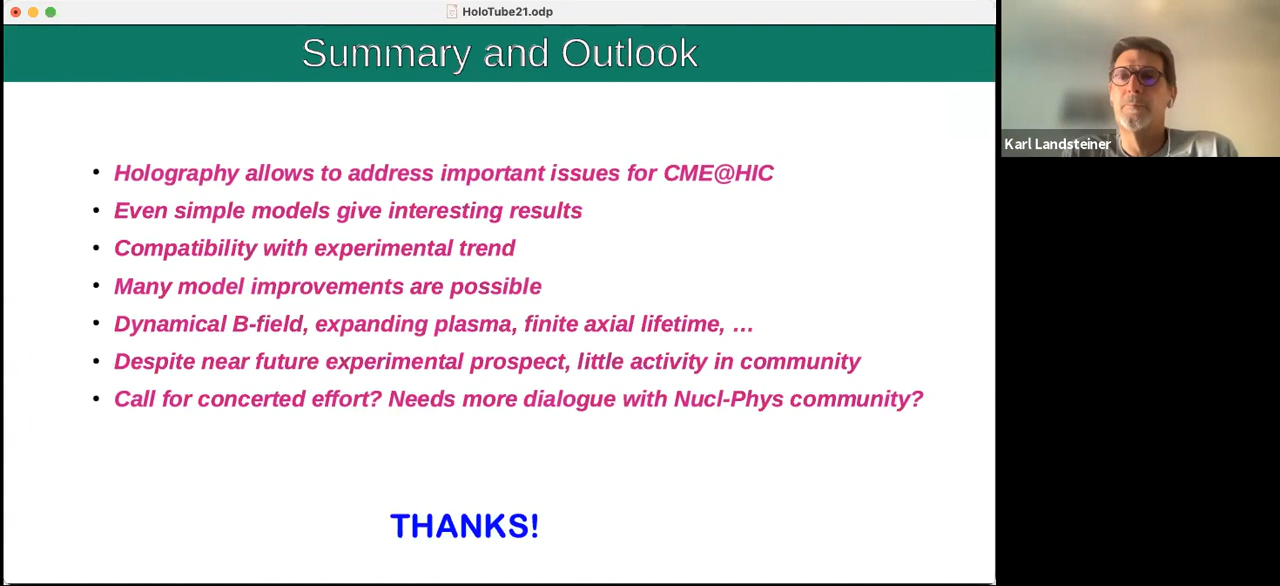 HoloTube21.odp
Summary and Outlook
Karl Landsteiner
• Holography allows to address important issues for CME@HIC
• Even simple models give interesting results
• Compatibility with experimental trend
• Many model improvements are possible
• Dynamical B-field, expanding plasma, finite axial lifetime, …
• Despite near future experimental prospect, little activity in community
• Call for concerted effort? Needs more dialogue with Nucl-Phys community?
THANKS!